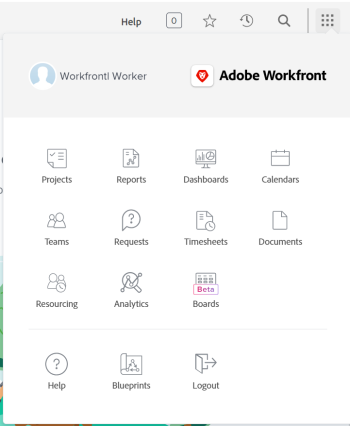 Help 0
Workfronti Worker Adobe Workfront
Projects Reports Dashboards Calendars
Teams Requests Timesheets Documents
Beta
Resourcing Analytics Boards
Help Blueprints Logout